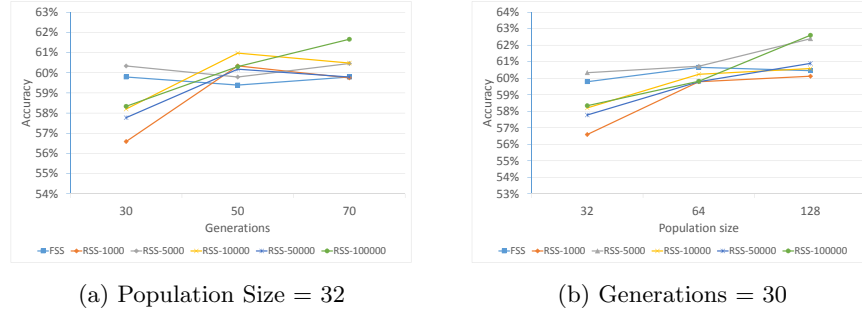 62%
61%
60%
59%
58%
57%
56%
55%
54%
Accuracy
30 50 70
Generations
FSS RSS-1000 RSS-5000 RSS-10000 RSS-50000 RSS-100000
(a) Population Size = 32
64%
63%
62%
61%
60%
59%
58%
57%
56%
55%
54%
53%
Accuracy
32 64 128
Population size
FSS RSS-1000 RSS-5000 RSS-10000 RSS-50000 RSS-100000
(b) Generations = 30